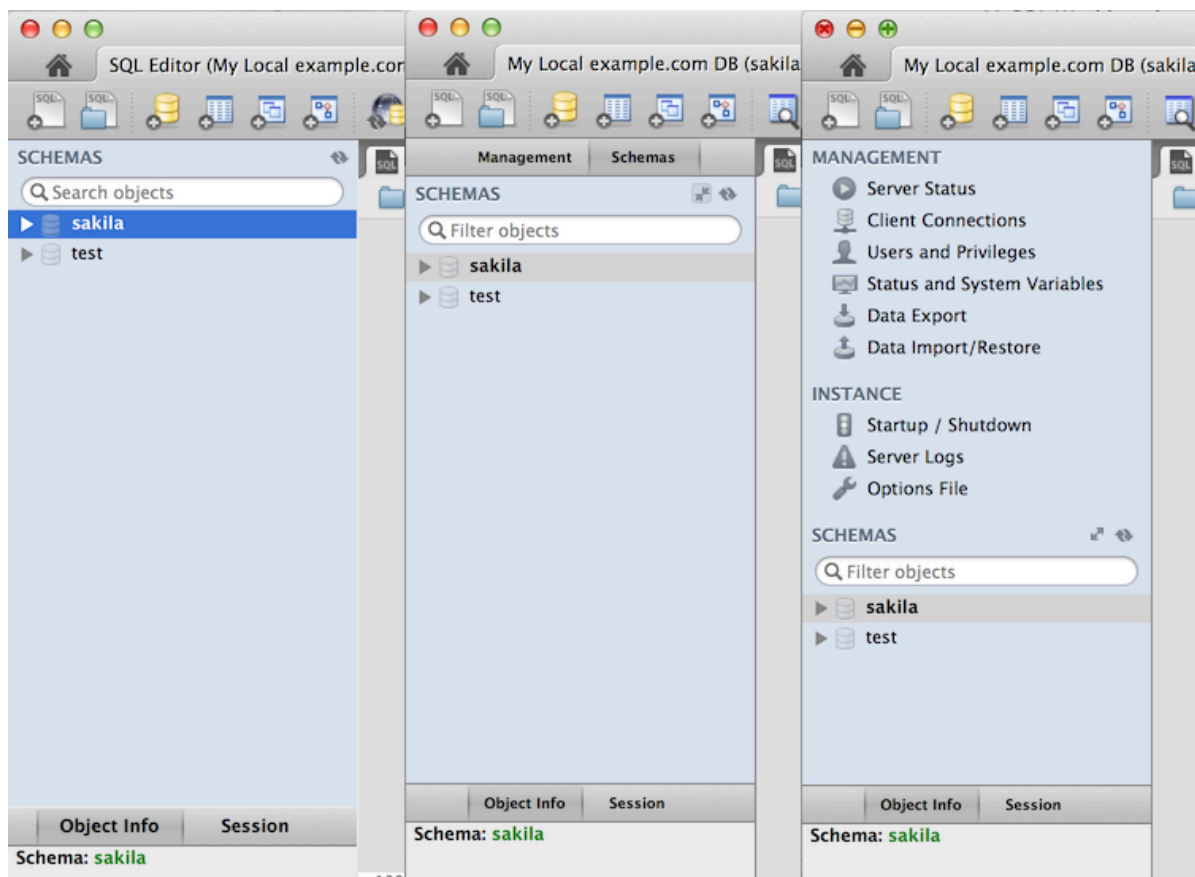 SQL Editor (My Local example.com
SQL SQL
SCHEMAS
SQL
Search objects
sakila
test
Object Info Session
Schema: sakila
My Local example.com DB (sakila
SQL SQL
Management Schemas
SQL
SCHEMAS
Filter objects
sakila
test
Object Info Session
Schema: sakila
My Local example.com DB (sakila
SQL SQL
MANAGEMENT
SQL
Server Status
Client Connections
Users and Privileges
Status and System Variables
Data Export
Data Import/Restore
INSTANCE
Startup / Shutdown
Server Logs
Options File
SCHEMAS
Filter objects
sakila
test
Object Info Session
Schema: sakila